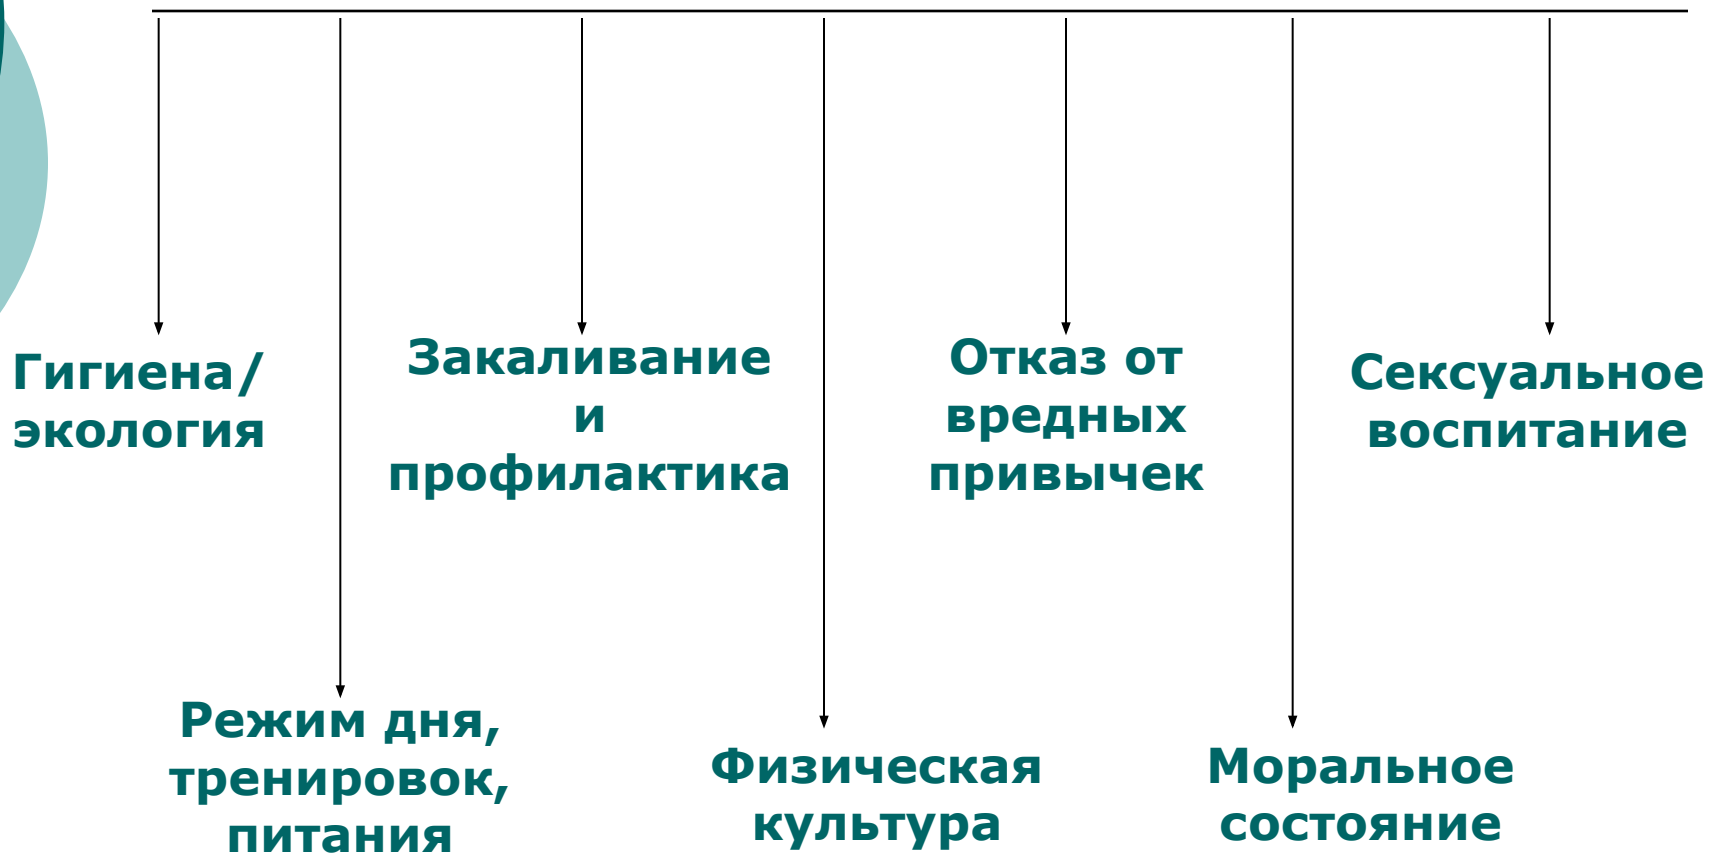 Гигиена/
экология
Закаливание
и
профилактика
Отказ от
вредных
привычек
Сексуальное
воспитание
Режим дня,
тренировок,
питания
Физическая
культура
Моральное
состояние